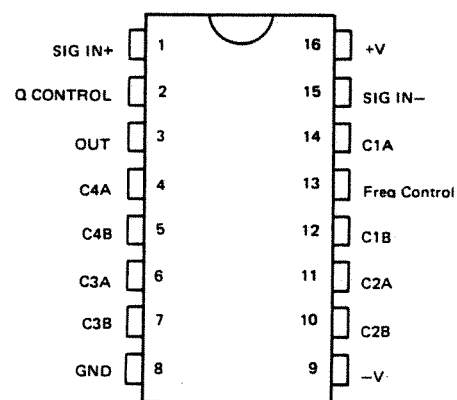 SIG IN+ 1 16 +V
Q CONTROL 2 15 SIG IN−
OUT 3 14 C1A
C4A 4 13 Freq Control
C4B 5 12 C1B
C3A 6 11 C2A
C3B 7 10 C2B
GND 8 9 −V